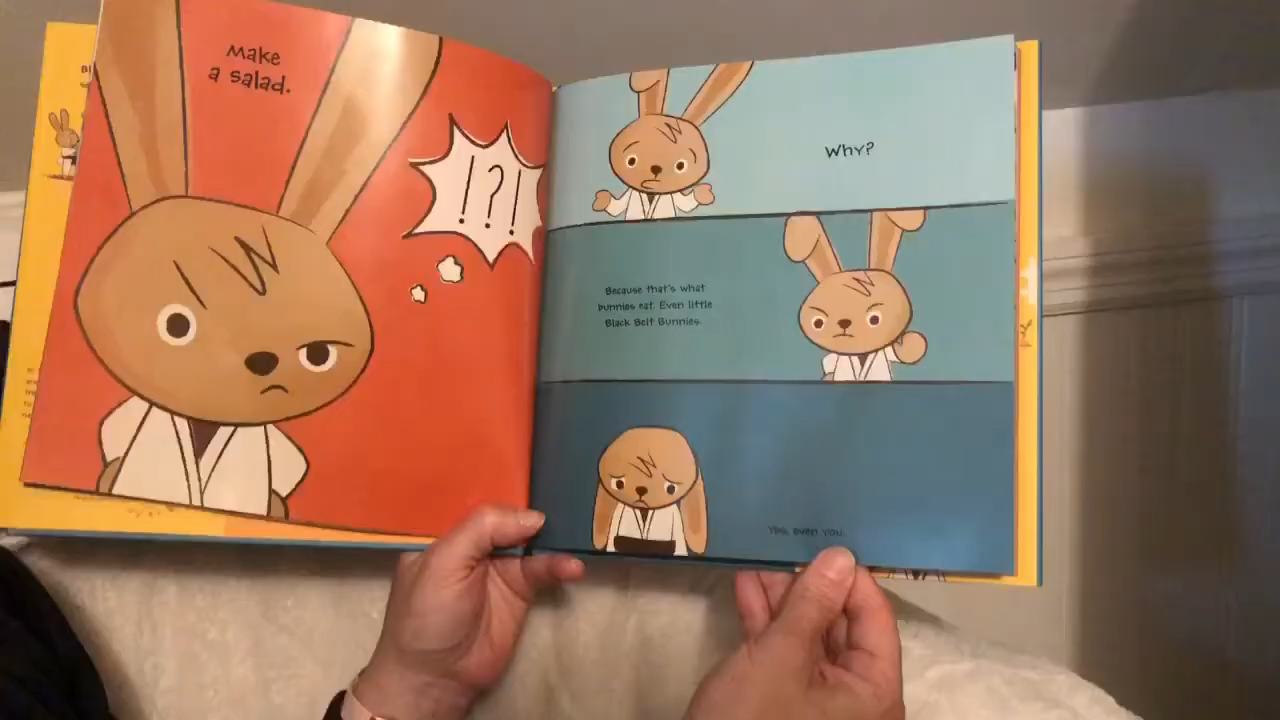 Make
a salad.
!?!
Why?
Because that's what
bunnies eat. Even little
Black Belt Bunnies.
Yes, even you.